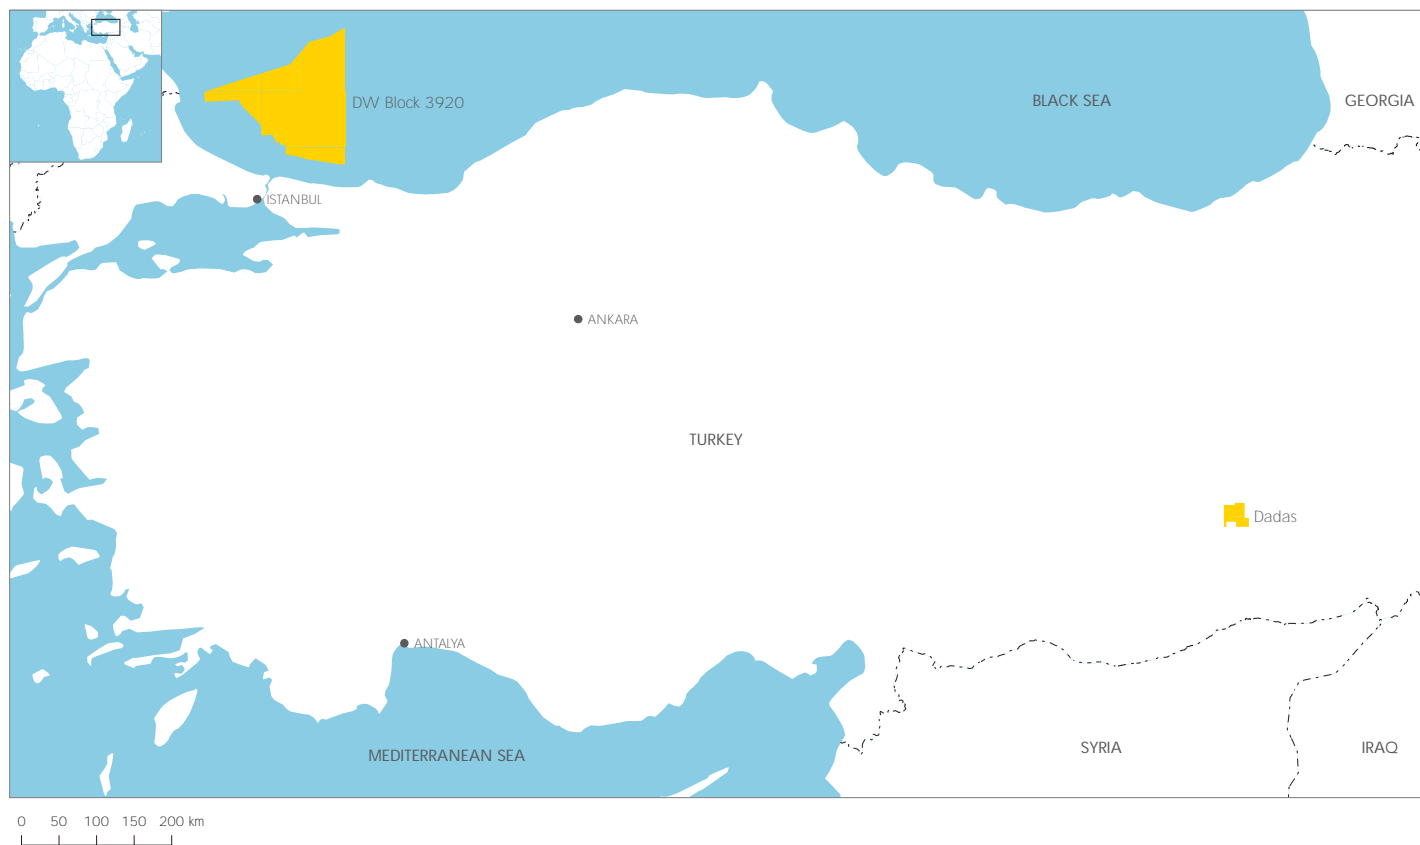 DW Block 3920
BLACK SEA
GEORGIA
ISTANBUL
ANKARA
TURKEY
Dadas
ANTALYA
MEDITERRANEAN SEA
SYRIA
IRAQ
0 50 100 150 200 km